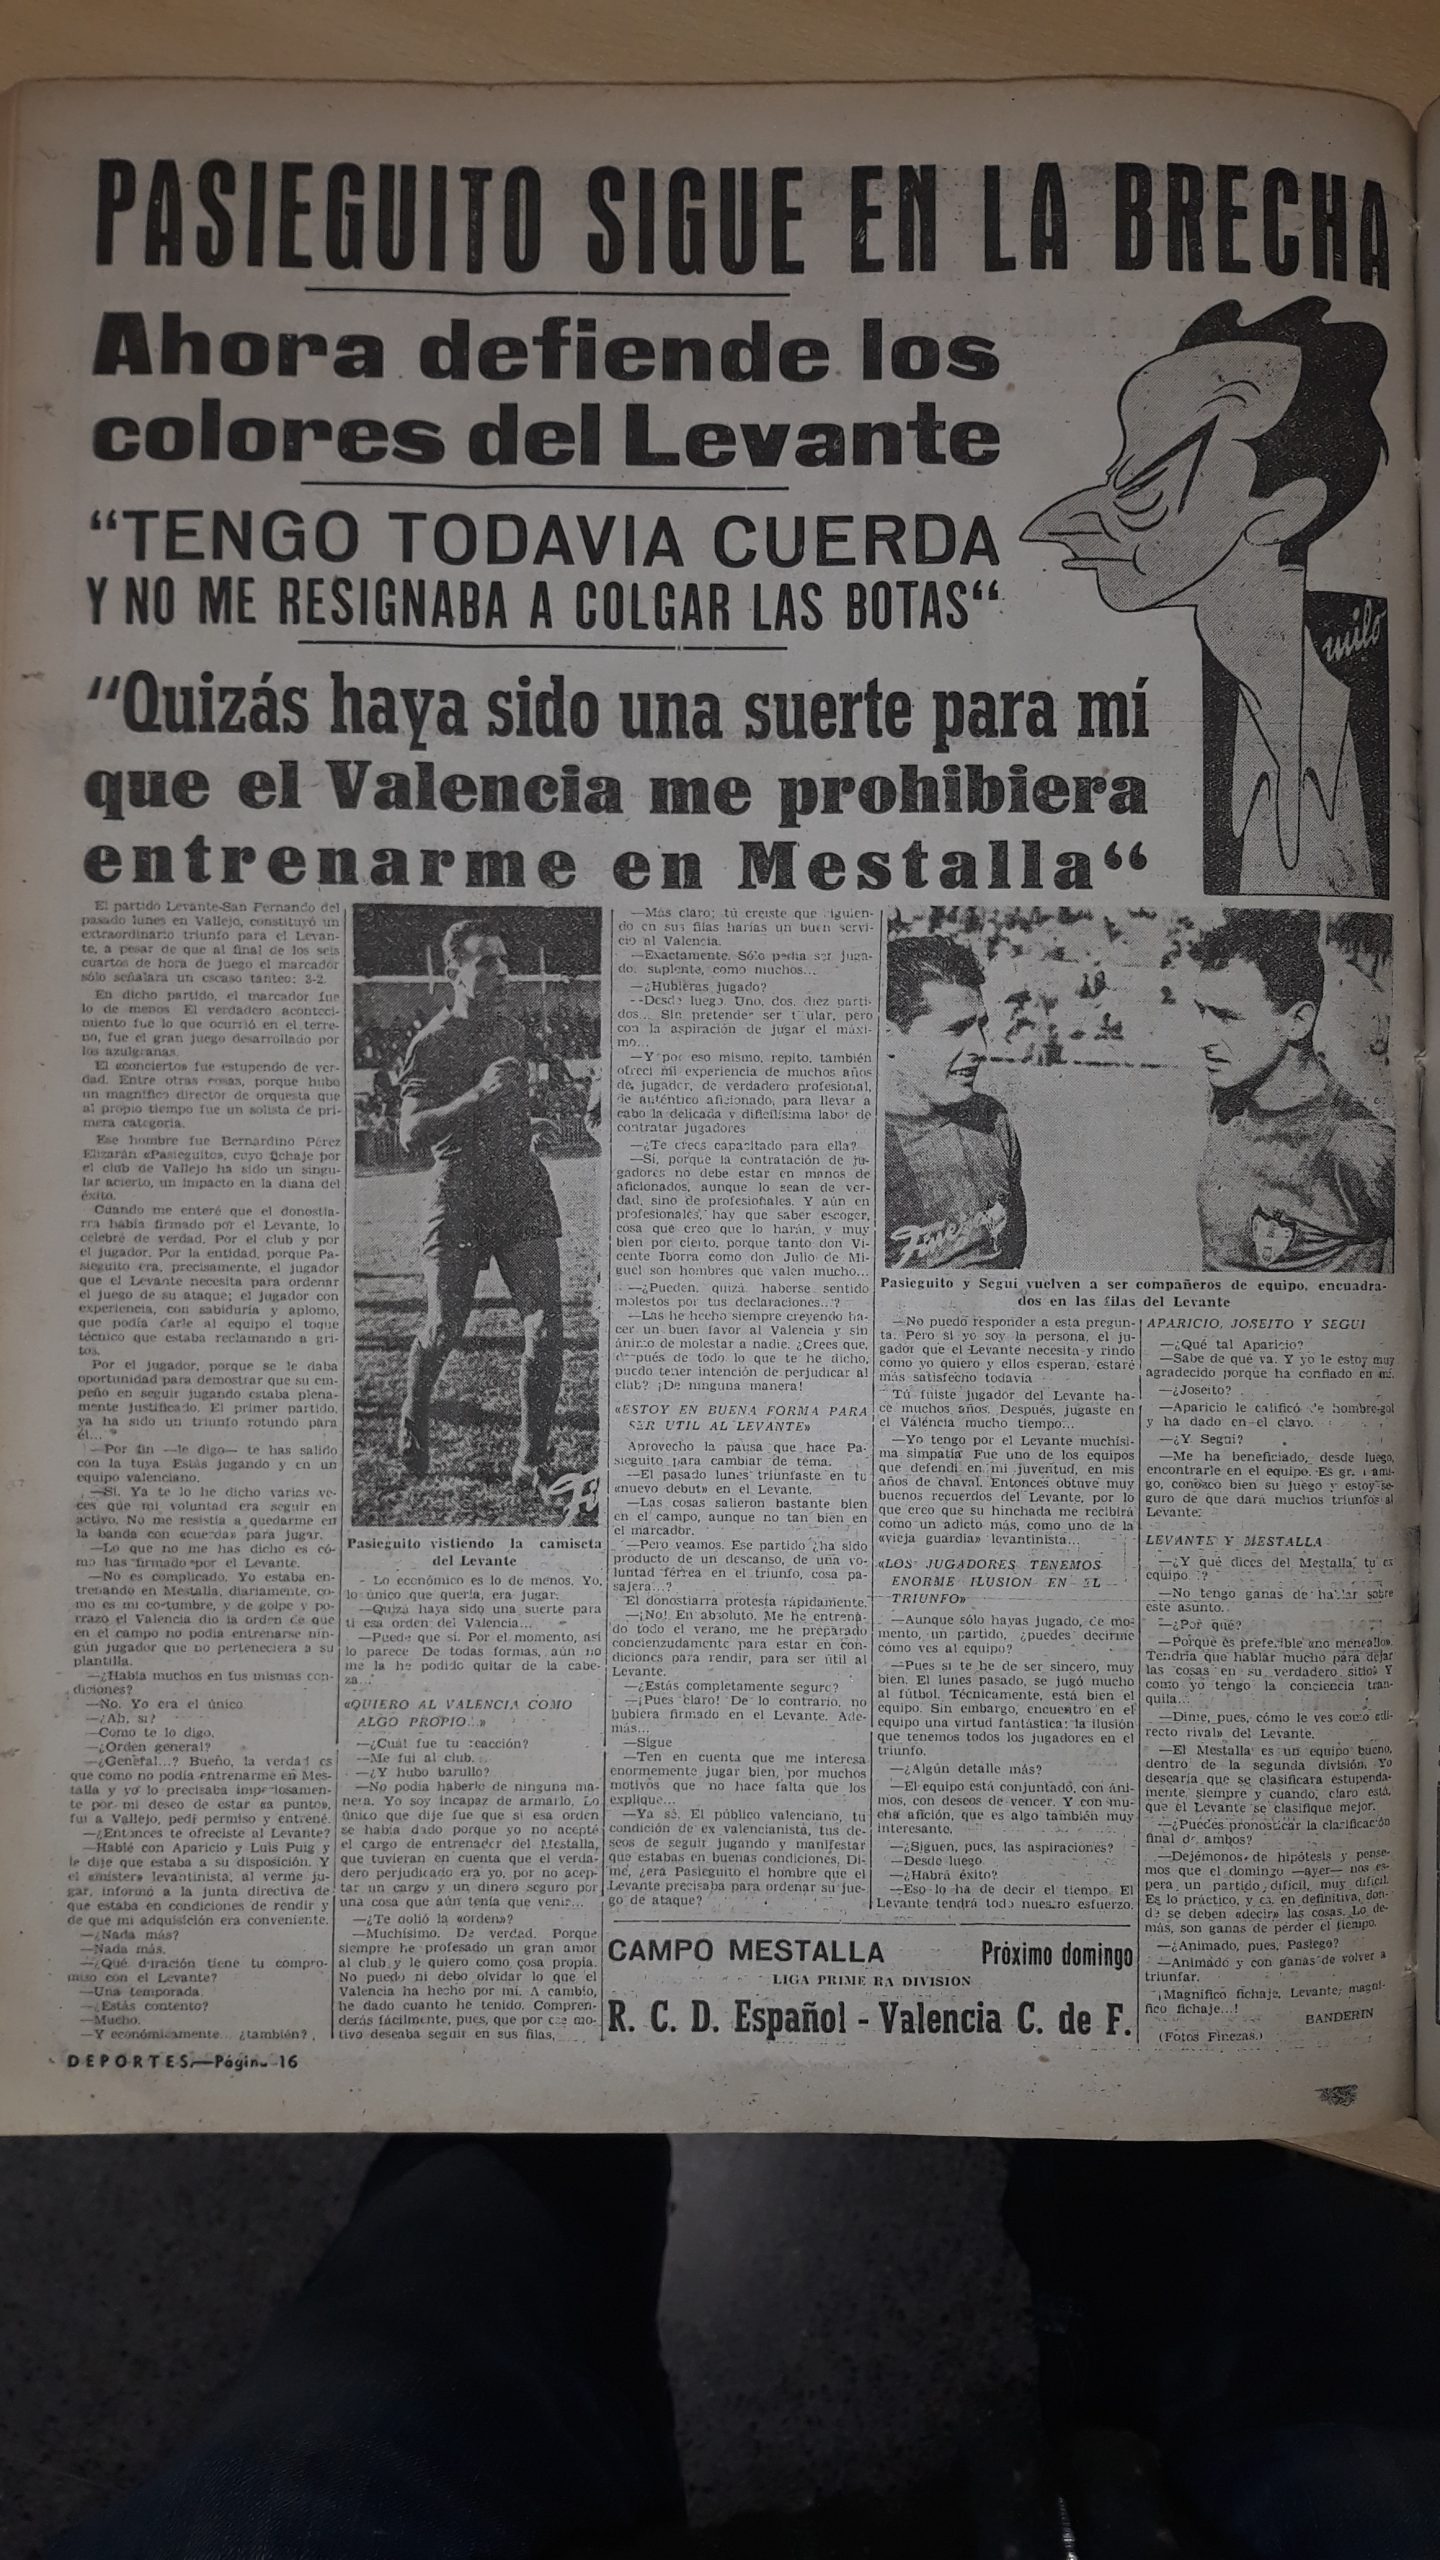 PASIEGUITO SIGUE EN LA BRECHA
Ahora defiende los
colores del Levante
“TENGO TODAVIA CUERDA
Y NO ME RESIGNABA A COLGAR LAS BOTAS“
“Quizás haya sido una suerte para mí
que el Valencia me prohibiera
entrenarme en Mestalla“
milo
El partido Levante-San Fernando del
pasado lunes en Vallejo, constituyó un
extraordinario triunfo para el Levan-
te, a pesar de que al final de los seis
cuartos de hora de juego el marcador
sólo señalara un escaso tanteo: 3-2.
En dicho partido, el marcador fue
lo de menos El verdadero aconteci-
miento fue lo que ocurrió en el terre-
no, fue el gran juego desarrollado por
los azulgranas.
El «concierto» fue estupendo de ver-
dad. Entre otras cosas, porque hubo
un magnífico director de orquesta que
al propio tiempo fue un solista de pri-
mera categoría.
Ese hombre fue Bernardino Pérez
Elizarán «Pasieguito», cuyo fichaje por
el club de Vallejo ha sido un singu-
lar acierto, un impacto en la diana del
éxito.
Cuando me enteré que el donostia-
rra había firmado por el Levante, lo
celebré de verdad. Por el club y por
el jugador. Por la entidad, porque Pa-
sieguito era, precisamente, el jugador
que el Levante necesita para ordenar
el juego de su ataque; el jugador con
experiencia, con sabiduría y aplomo,
que podía darle al equipo el toque
técnico que estaba reclamando a gri-
tos.
Por el jugador, porque se le daba
oportunidad para demostrar que su em-
peño en seguir jugando estaba plena-
mente justificado. El primer partido,
ya ha sido un triunfo rotundo para
él..."
—Por fin —le digo— te has salido
con la tuya. Estás jugando y en un
equipo valenciano.
—Sí. Ya te lo he dicho varias ve-
ces que mi voluntad era seguir en
activo. No me resistía a quedarme en
la banda con «cuerda» para jugar.
—Lo que no me has dicho es có-
mo has firmado por el Levante.
—No es complicado. Yo estaba en-
trenando en Mestalla, diariamente, co-
mo es mi costumbre, y de golpe y po-
rrazo el Valencia dio la orden de que
en el campo no podía entrenarse nin-
gún jugador que no perteneciera a su
plantilla.
—¿Había muchos en tus mismas con-
diciones?
—No. Yo era el único.
—¿Ah, sí?
—Como te lo digo.
—¿Orden general?
—¿General...? Bueno, la verdad es
que como no podía entrenarme en Mes-
talla y yo lo precisaba imperiosamen-
te por mi deseo de estar «a punto»,
fui a Vallejo, pedí permiso y entrené.
—¿Entonces te ofreciste al Levante?
—Hablé con Aparicio y Luis Puig y
le dije que estaba a su disposición. Y
el «míster» levantinista, al verme ju-
gar, informó a la junta directiva de
que estaba en condiciones de rendir y
de que mi adquisición era conveniente.
—¿Nada más?
—Nada más.
—¿Qué duración tiene tu compro-
miso con el Levante?
—Una temporada.
—¿Estás contento?
—Mucho.
—Y económicamente... ¿también?
DEPORTES.—Página 16
Fi
Pasieguito vistiendo la camiseta
del Levante
- Lo económico es lo de menos. Yo,
lo único que quería, era jugar.
—Quizá haya sido una suerte para
ti esa orden del Valencia...
—Puede que sí. Por el momento, así
lo parece De todas formas, aún no
me la he podido quitar de la cabe-
za...
«QUIERO AL VALENCIA COMO
ALGO PROPIO...»
—¿Cuál fue tu reacción?
—Me fui al club.
—¿Y hubo barullo?
—No podía haberle de ninguna ma-
nera. Yo soy incapaz de armarlo. Lo
único que dije fue que si esa orden
se había dado porque yo no acepté
el cargo de entrenador del Mestalla,
que tuvieran en cuenta que el verda-
dero perjudicado era yo, por no acep-
tar un cargo y un dinero seguro por
una cosa que aún tenía que venir...
—¿Te dolió la «orden»?
—Muchísimo. De verdad. Porque
siempre he profesado un gran amor
al club y le quiero como cosa propia.
No puedo ni debo olvidar lo que el
Valencia ha hecho por mí. A cambio,
he dado cuanto he tenido. Compren-
derás fácilmente, pues, que por ese mo-
tivo deseaba seguir en sus filas,
—Más claro; tú creiste que siguien-
do en sus filas harías un buen servi-
cio al Valencia.
—Exactamente. Sólo pedía ser juga-
do, suplente, como muchos...
—¿Hubieras jugado?
--Desde luego. Uno, dos, diez parti-
dos... Sin pretender ser titular, pero
con la aspiración de jugar el máxi-
mo...
—Y por eso mismo, repito, también
ofrecí mi experiencia de muchos años
de jugador, de verdadero profesional,
de auténtico aficionado, para llevar a
cabo la delicada y dificilísima labor de
contratar jugadores
—¿Te crees capacitado para ella?
—Sí, porque la contratación de ju-
gadores no debe estar en manos de
aficionados, aunque lo sean de ver-
dad, sino de profesionales. Y aún en
profesionales, hay que saber escoger,
cosa que creo que lo harán, y muy
bien por cierto, porque tanto don Vi-
cente Iborra como don Julio de Mi-
guel son hombres que valen mucho...
—¿Pueden, quizá haberse sentido
molestos por tus declaraciones...?
—Las he hecho siempre creyendo ha-
cer un buen favor al Valencia y sin
ánimo de molestar a nadie. ¿Crees que,
después de todo lo que te he dicho,
puedo tener intención de perjudicar al
club? ¡De ninguna manera!
«ESTOY EN BUENA FORMA PARA
SER UTIL AL LEVANTE»
Aprovecho la pausa que hace Pa-
sieguito para cambiar de tema.
—El pasado lunes triunfaste en tu
«nuevo debut» en el Levante.
—Las cosas salieron bastante bien
en el campo, aunque no tan bien en
el marcador.
—Pero veamos. Ese partido ¿ha sido
producto de un descanso, de una vo-
luntad férrea en el triunfo, cosa pa-
sajera...?
El donostiarra protesta rápidamente.
—¡No! En absoluto. Me he entrena-
do todo el verano, me he preparado
concienzudamente para estar en con-
diciones para rendir, para ser útil al
Levante.
—¿Estás completamente seguro?
—¡Pues claro! De lo contrario, no
hubiera firmado en el Levante. Ade-
más...
—Sigue
—Ten en cuenta que me interesa
enormemente jugar bien, por muchos
motivos que no hace falta que los
explique...
—Ya sé. El público valenciano, tu
condición de ex valencianista, tus de-
seos de seguir jugando y manifestar
que estabas en buenas condiciones. Di-
me, ¿era Pasieguito el hombre que el
Levante precisaba para ordenar su jue-
go de ataque?
Finezas
Pasieguito y Seguí vuelven a ser compañeros de equipo, encuadra-
dos en las filas del Levante
—No puedo responder a esta pregun-
ta. Pero si yo soy la persona, el ju-
gador que el Levante necesita y rindo
como yo quiero y ellos esperan, estaré
más satisfecho todavía
Tú fuiste jugador del Levante ha-
ce muchos años. Después, jugaste en
el Valencia mucho tiempo...
—Yo tengo por el Levante muchísi-
ma simpatía Fue uno de los equipos
que defendí en mi juventud, en mis
años de chaval. Entonces obtuve muy
buenos recuerdos del Levante, por lo
que creo que su hinchada me recibirá
como un adicto más, como uno de la
«vieja guardia» levantinista...
«LOS JUGADORES TENEMOS
ENORME ILUSION EN EL
TRIUNFO»
—Aunque sólo hayas jugado, de mo-
mento, un partido, ¿puedes decirme
cómo ves al equipo?
—Pues si te he de ser sincero, muy
bien. El lunes pasado, se jugó mucho
al fútbol. Técnicamente, está bien el
equipo. Sin embargo, encuentro en el
equipo una virtud fantástica: la ilusión
que tenemos todos los jugadores en el
triunfo.
—¿Algún detalle más?
—El equipo está conjuntado, con áni-
mos, con deseos de vencer. Y con mu-
cha afición, que es algo también muy
interesante.
—¿Siguen, pues, las aspiraciones?
—Desde luego
—¿Habrá éxito?
—Eso lo ha de decir el tiempo. El
Levante tendrá todo nuestro esfuerzo.
CAMPO MESTALLA Próximo domingo
LIGA PRIMERA DIVISION
R. C. D. Español - Valencia C. de F.
APARICIO, JOSEITO Y SEGUI
—¿Qué tal Aparicio?
—Sabe de qué va. Y yo le estoy muy
agradecido porque ha confiado en mí.
—¿Joseito?
—Aparicio le calificó de hombre-gol
y ha dado en el clavo.
—¿Y Seguí?
—Me ha beneficiado, desde luego,
encontrarle en el equipo. Es gran ami-
go, conozco bien su juego y estoy se-
guro de que dará muchos triunfos al
Levante.
LEVANTE Y MESTALLA
—¿Y qué dices del Mestalla, tu ex
equipo?
—No tengo ganas de hablar sobre
este asunto.
—¿Por qué?
—Porque es preferible «no meneallo».
Tendría que hablar mucho para dejar
las cosas en su verdadero sitio. Y
como yo tengo la conciencia tran-
quila...
—Dime, pues, cómo le ves como «di-
recto rival» del Levante.
—El Mestalla es un equipo bueno,
dentro de la segunda división. Yo
desearía que se clasificara estupenda-
mente, siempre y cuando, claro está,
que el Levante se clasifique mejor.
—¿Puedes pronosticar la clasificación
final de ambos?
—Dejémonos de hipótesis y pense-
mos que el domingo —ayer— nos es-
pera un partido difícil, muy difícil.
Es lo práctico, y es, en definitiva, don-
de se deben «decir» las cosas. Lo de-
más, son ganas de perder el tiempo.
—¿Animado, pues, Pasiego?
—Animado y con ganas de volver a
triunfar.
¡Magnífico fichaje, Levante; magní-
fico fichaje...!
BANDERIN
(Fotos Finezas.)